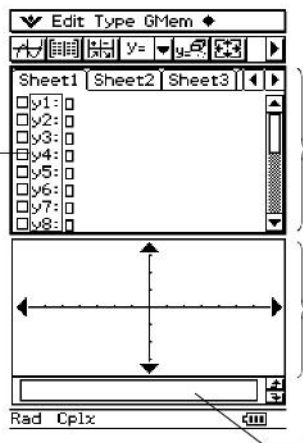 Edit Type GMem
y= y=
Sheet1 Sheet2 Sheet3
y1:
y2:
y3:
y4:
y5:
y6:
y7:
y8:
Rad Cplx